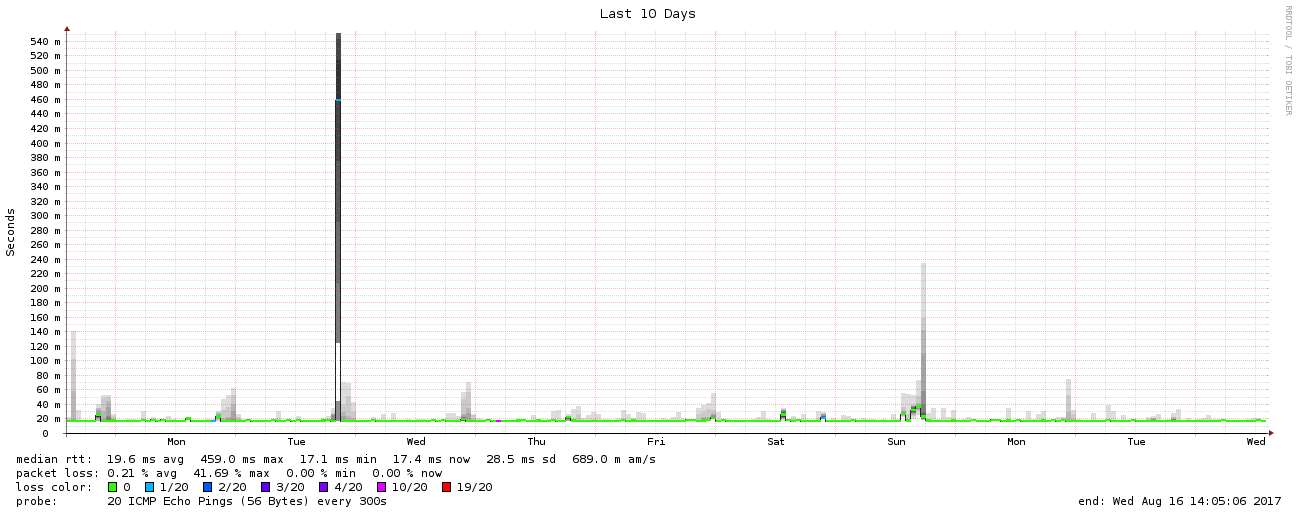 Last 10 Days
RRDTOOL / TOBI OETIKER
Seconds
540 m
520 m
500 m
480 m
460 m
440 m
420 m
400 m
380 m
360 m
340 m
320 m
300 m
280 m
260 m
240 m
220 m
200 m
180 m
160 m
140 m
120 m
100 m
80 m
60 m
40 m
20 m
0
Mon Tue Wed Thu Fri Sat Sun Mon Tue Wed
median rtt: 19.6 ms avg 459.0 ms max 17.1 ms min 17.4 ms now 28.5 ms sd 689.0 m am/s
packet loss: 0.21 % avg 41.69 % max 0.00 % min 0.00 % now
loss color: 0 1/20 2/20 3/20 4/20 10/20 19/20
probe: 20 ICMP Echo Pings (56 Bytes) every 300s end: Wed Aug 16 14:05:06 2017